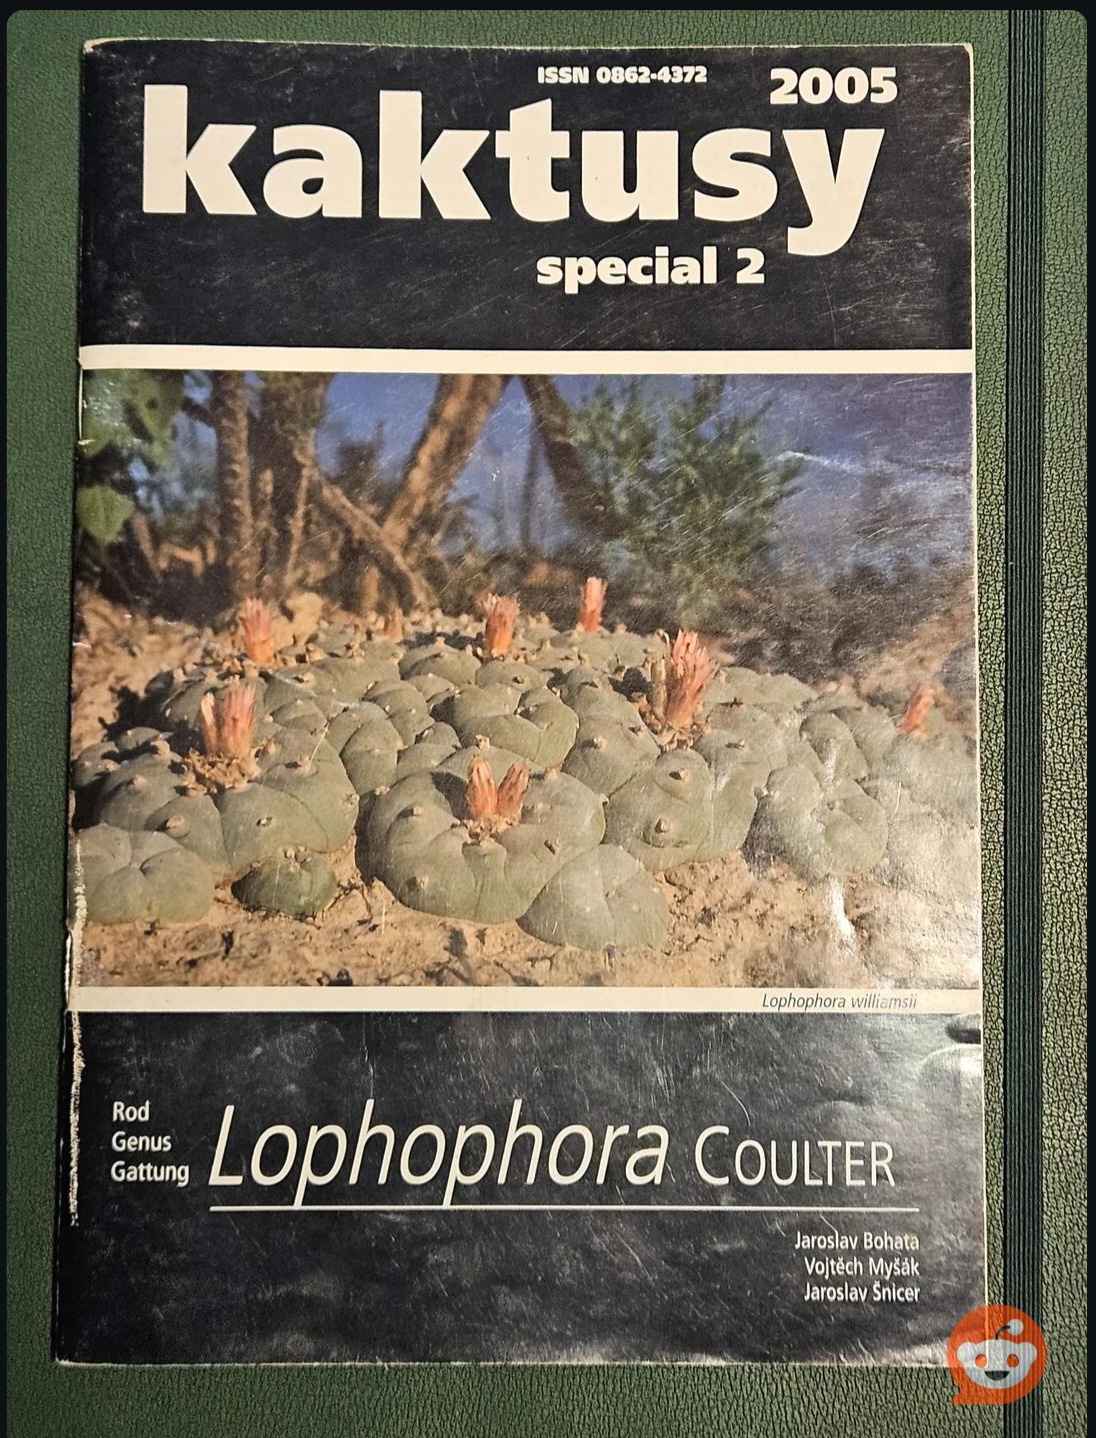 ISSN 0862-4372
2005
kaktusy
special 2
Lophophora williamsii
Rod
Genus
Gattung
Lophophora COULTER
Jaroslav Bohata
Vojtěch Myšák
Jaroslav Šnicer